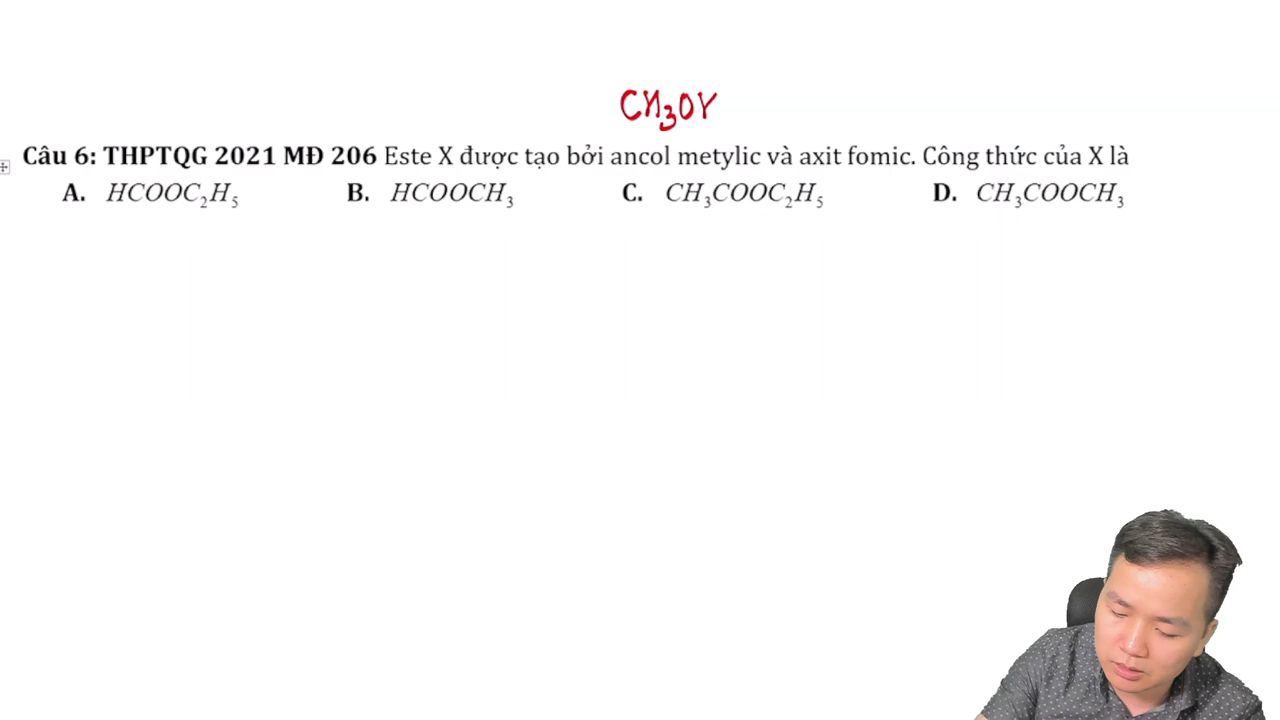 CH3OH
Câu 6: THPTQG 2021 MĐ 206 Este X được tạo bởi ancol metylic và axit fomic. Công thức của X là
A. HCOOC₂H₅ B. HCOOCH₃ C. CH₃COOC₂H₅ D. CH₃COOCH₃